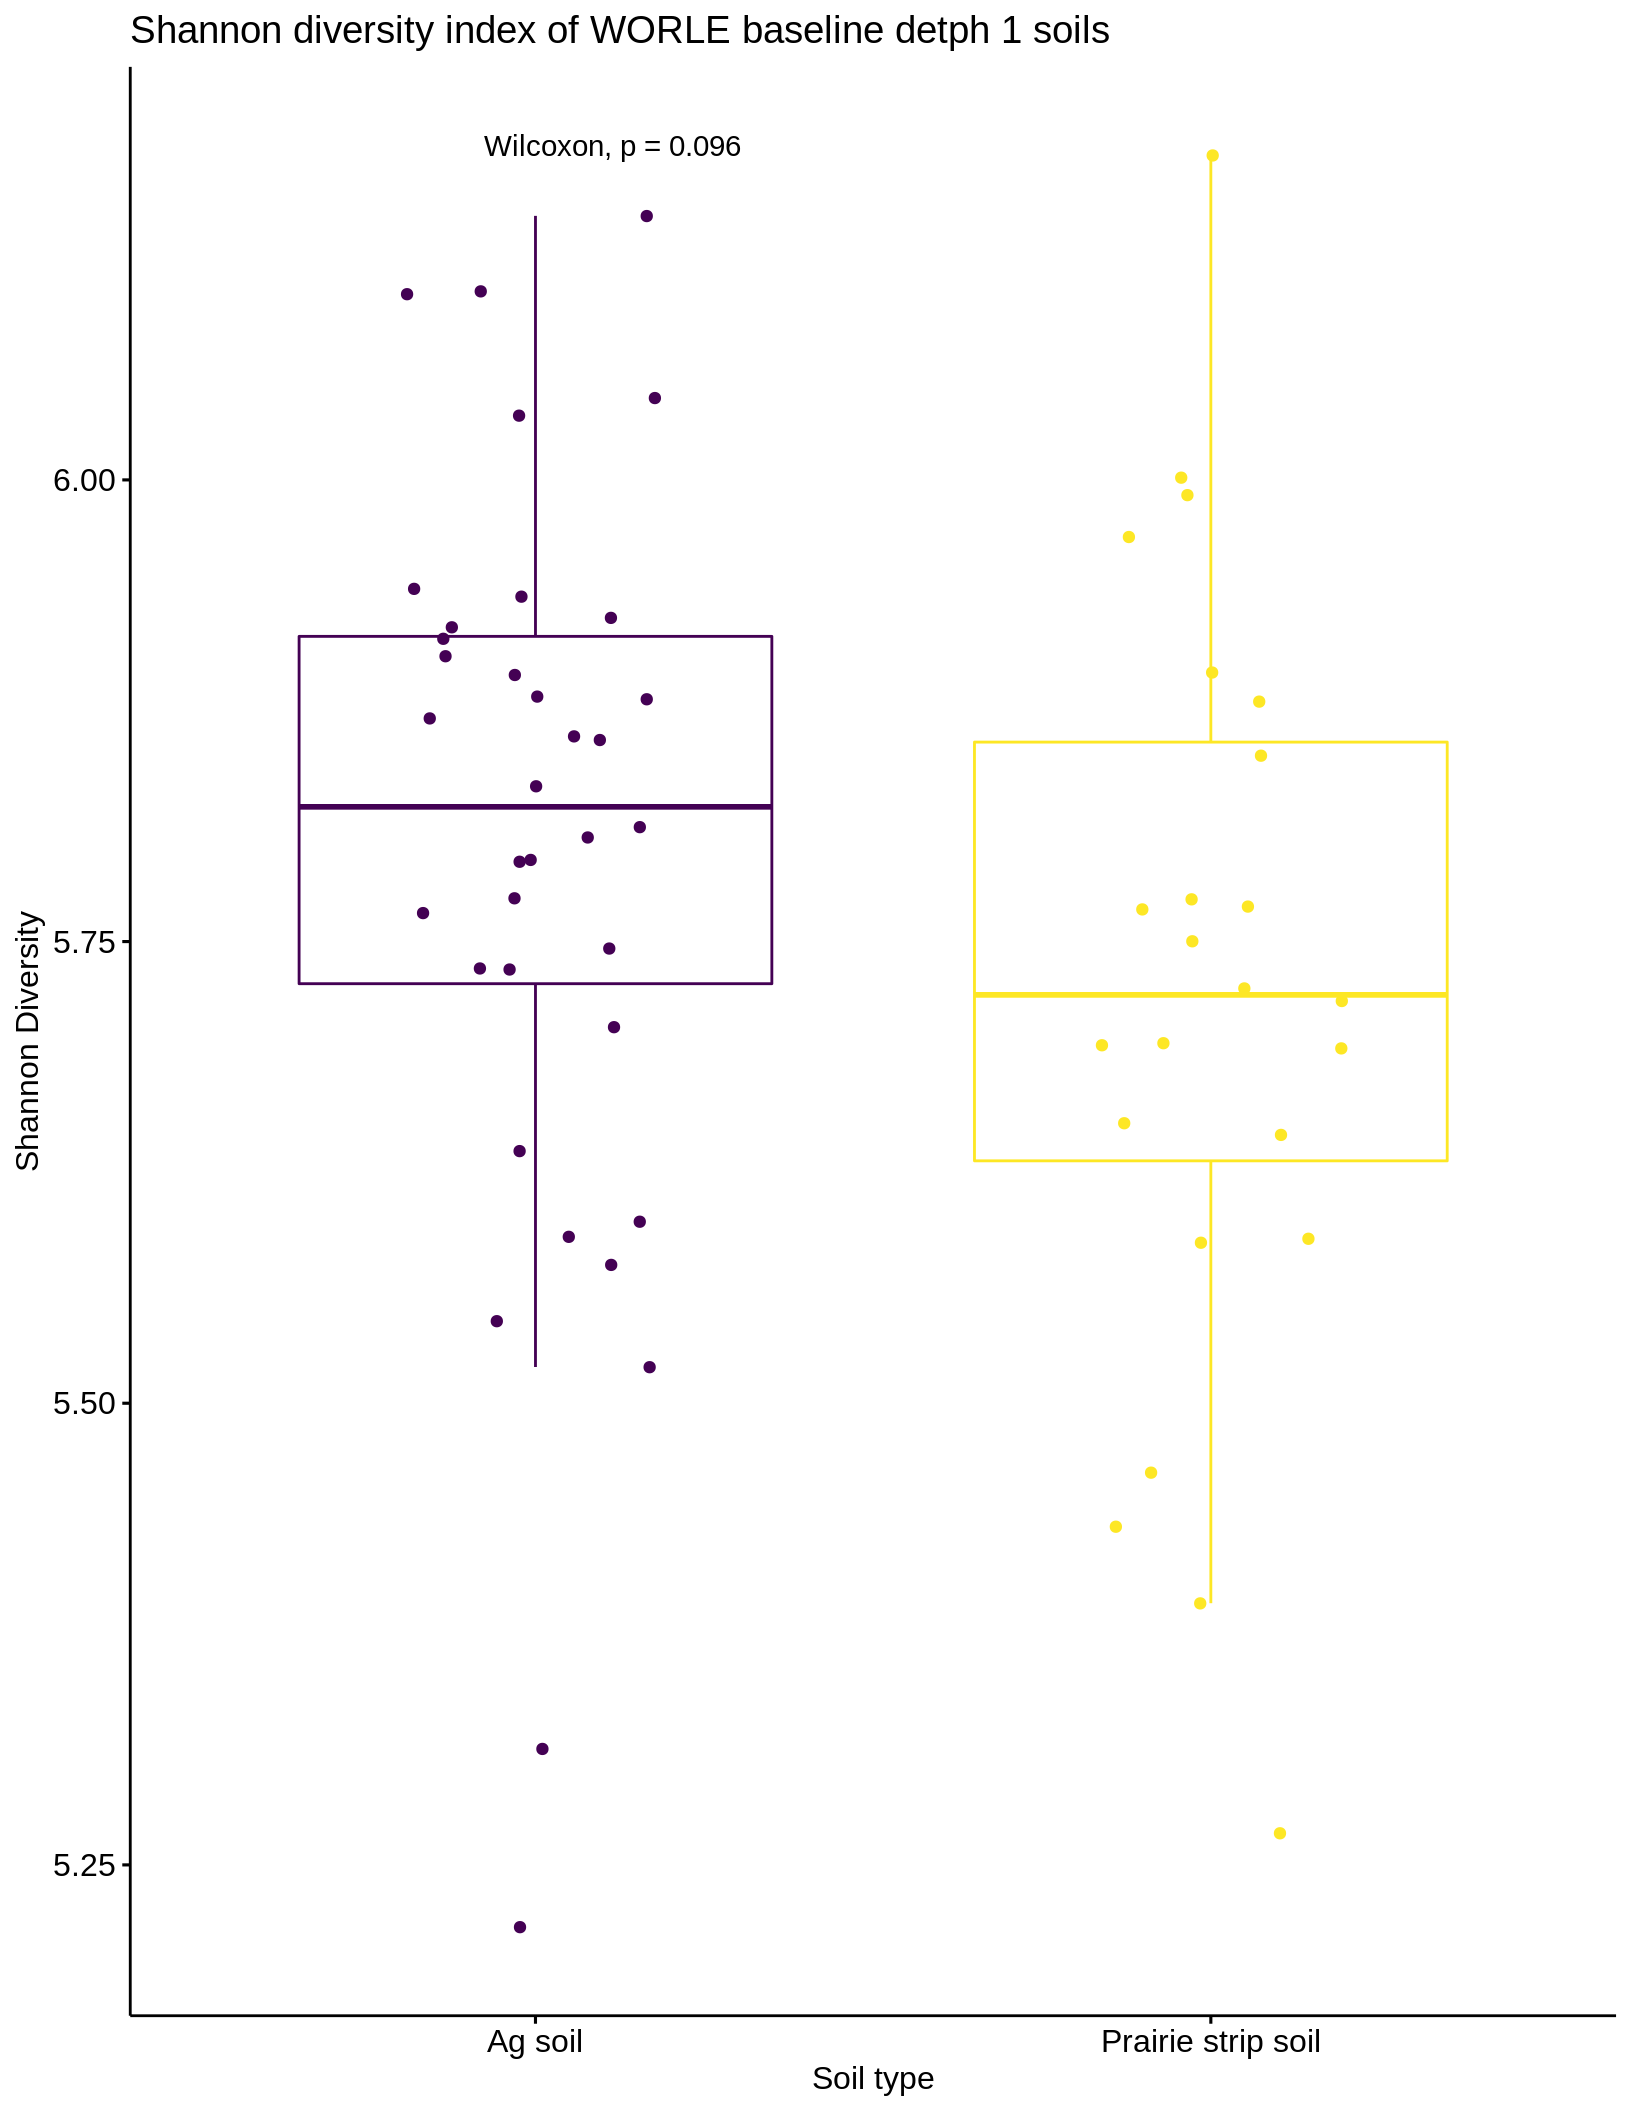 Shannon diversity index of WORLE baseline detph 1 soils
Wilcoxon, p = 0.096
6.00
5.75
5.50
5.25
Shannon Diversity
Ag soil
Prairie strip soil
Soil type